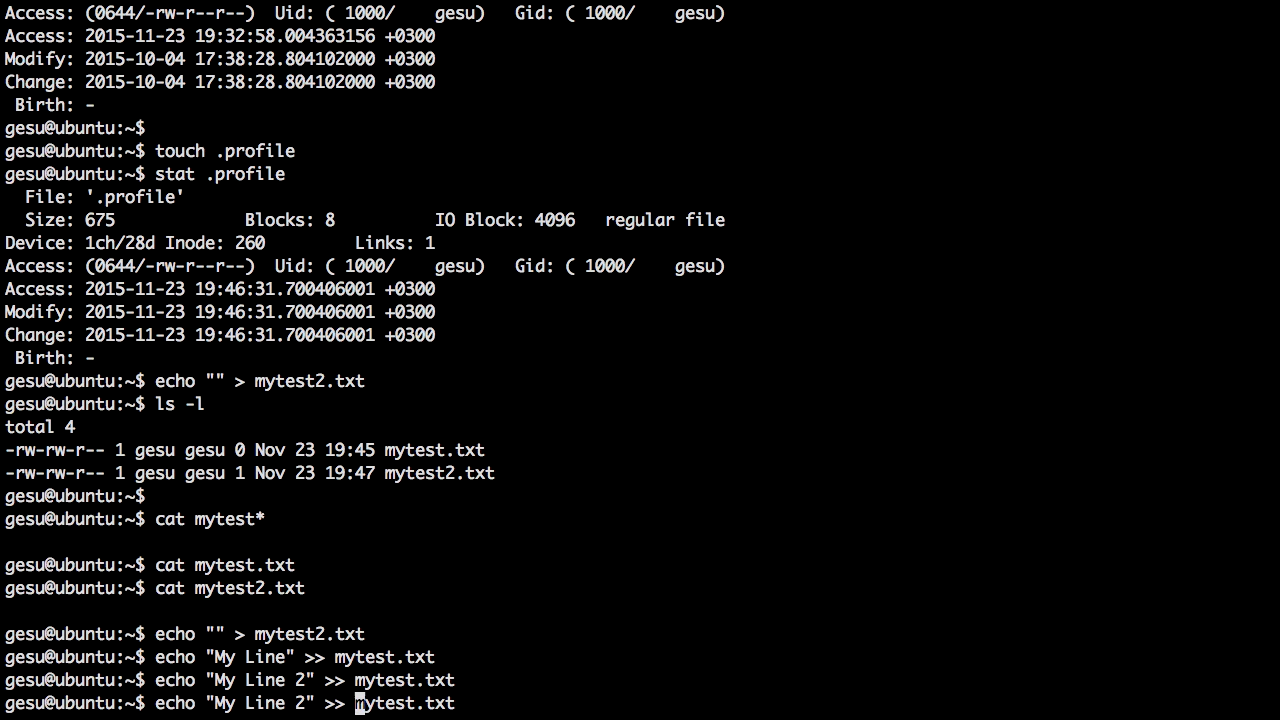 Access: (0644/-rw-r--r--)  Uid: ( 1000/    gesu)   Gid: ( 1000/    gesu)
Access: 2015-11-23 19:32:58.004363156 +0300
Modify: 2015-10-04 17:38:28.804102000 +0300
Change: 2015-10-04 17:38:28.804102000 +0300
 Birth: -
gesu@ubuntu:~$
gesu@ubuntu:~$ touch .profile
gesu@ubuntu:~$ stat .profile
  File: '.profile'
  Size: 675             Blocks: 8          IO Block: 4096   regular file
Device: 1ch/28d Inode: 260         Links: 1
Access: (0644/-rw-r--r--)  Uid: ( 1000/    gesu)   Gid: ( 1000/    gesu)
Access: 2015-11-23 19:46:31.700406001 +0300
Modify: 2015-11-23 19:46:31.700406001 +0300
Change: 2015-11-23 19:46:31.700406001 +0300
 Birth: -
gesu@ubuntu:~$ echo "" > mytest2.txt
gesu@ubuntu:~$ ls -l
total 4
-rw-rw-r-- 1 gesu gesu 0 Nov 23 19:45 mytest.txt
-rw-rw-r-- 1 gesu gesu 1 Nov 23 19:47 mytest2.txt
gesu@ubuntu:~$
gesu@ubuntu:~$ cat mytest*

gesu@ubuntu:~$ cat mytest.txt
gesu@ubuntu:~$ cat mytest2.txt

gesu@ubuntu:~$ echo "" > mytest2.txt
gesu@ubuntu:~$ echo "My Line" >> mytest.txt
gesu@ubuntu:~$ echo "My Line 2" >> mytest.txt
gesu@ubuntu:~$ echo "My Line 2" >> mytest.txt